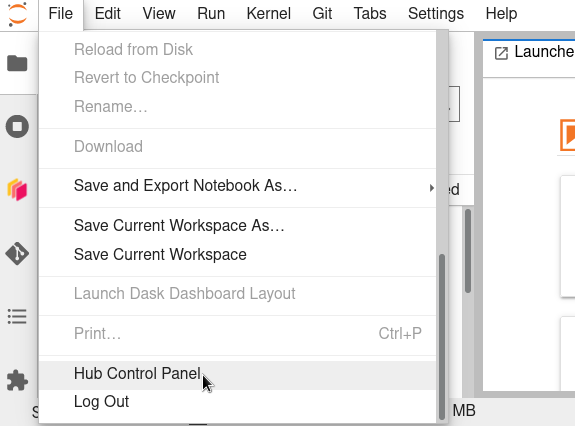 File Edit View Run Kernel Git Tabs Settings Help
Reload from Disk
Launche
Revert to Checkpoint
Rename…
Download
Save and Export Notebook As…
ed
Save Current Workspace As…
Save Current Workspace
Launch Dask Dashboard Layout
Print… Ctrl+P
Hub Control Panel
Log Out
MB